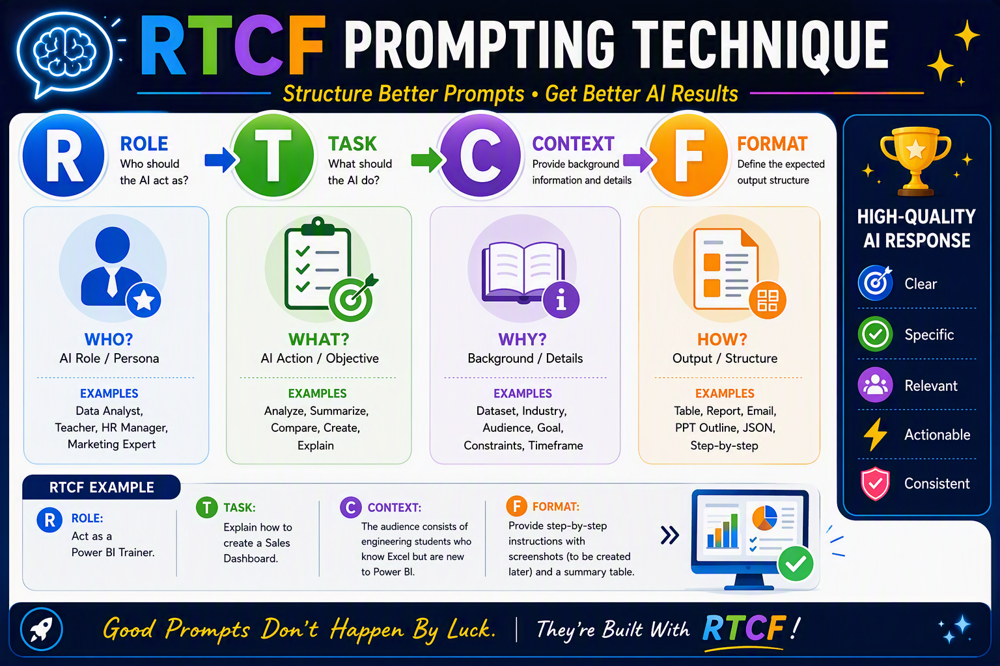 RTCF PROMPTING TECHNIQUE
Structure Better Prompts • Get Better AI Results
R
ROLE
Who should
the AI act as?
T
TASK
What should
the AI do?
C
CONTEXT
Provide background
information and details
F
FORMAT
Define the expected
output structure
WHO?
AI Role / Persona
EXAMPLES
Data Analyst,
Teacher, HR Manager,
Marketing Expert
WHAT?
AI Action / Objective
EXAMPLES
Analyze, Summarize,
Compare, Create,
Explain
i
WHY?
Background / Details
EXAMPLES
Dataset, Industry,
Audience, Goal,
Constraints, Timeframe
HOW?
Output / Structure
EXAMPLES
Table, Report, Email,
PPT Outline, JSON,
Step-by-step
HIGH-QUALITY
AI RESPONSE
Clear
Specific
Relevant
Actionable
Consistent
RTCF EXAMPLE
R
ROLE:
Act as a
Power BI Trainer.
T
TASK:
Explain how to
create a Sales
Dashboard.
C
CONTEXT:
The audience consists of
engineering students who
know Excel but are new
to Power BI.
F
FORMAT:
Provide step-by-step
instructions with
screenshots (to be created
later) and a summary table.
Good Prompts Don't Happen By Luck.
They're Built With RTCF!